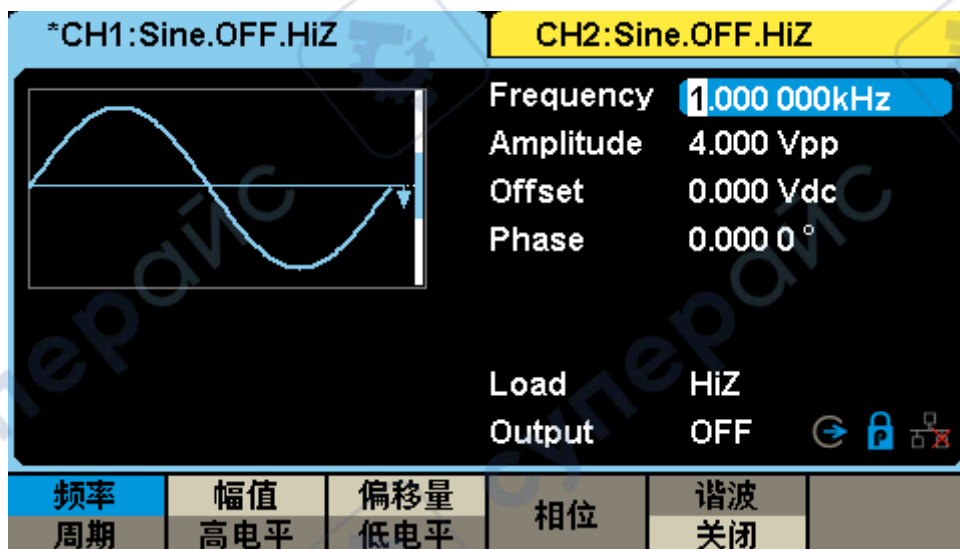 *CH1:Sine.OFF.HiZ
CH2:Sine.OFF.HiZ
Frequency 1.000 000kHz
Amplitude 4.000 Vpp
Offset 0.000 Vdc
Phase 0.000 0 °
Load HiZ
Output OFF
P
频率 幅值 偏移量 相位 谐波
周期 高电平 低电平 关闭
суперайс